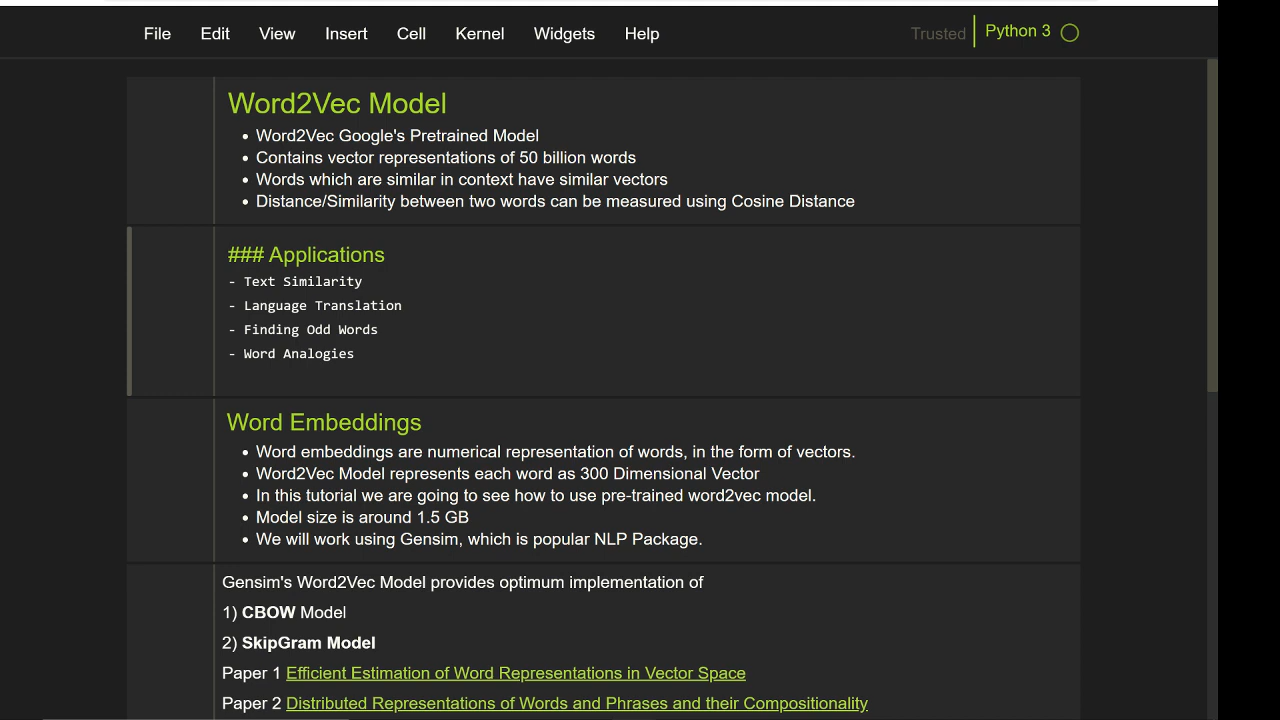 File Edit View Insert Cell Kernel Widgets Help Trusted Python 3
Word2Vec Model
• Word2Vec Google's Pretrained Model
• Contains vector representations of 50 billion words
• Words which are similar in context have similar vectors
• Distance/Similarity between two words can be measured using Cosine Distance
### Applications
- Text Similarity
- Language Translation
- Finding Odd Words
- Word Analogies
Word Embeddings
• Word embeddings are numerical representation of words, in the form of vectors.
• Word2Vec Model represents each word as 300 Dimensional Vector
• In this tutorial we are going to see how to use pre-trained word2vec model.
• Model size is around 1.5 GB
• We will work using Gensim, which is popular NLP Package.
Gensim's Word2Vec Model provides optimum implementation of
1) CBOW Model
2) SkipGram Model
Paper 1 Efficient Estimation of Word Representations in Vector Space
Paper 2 Distributed Representations of Words and Phrases and their Compositionality